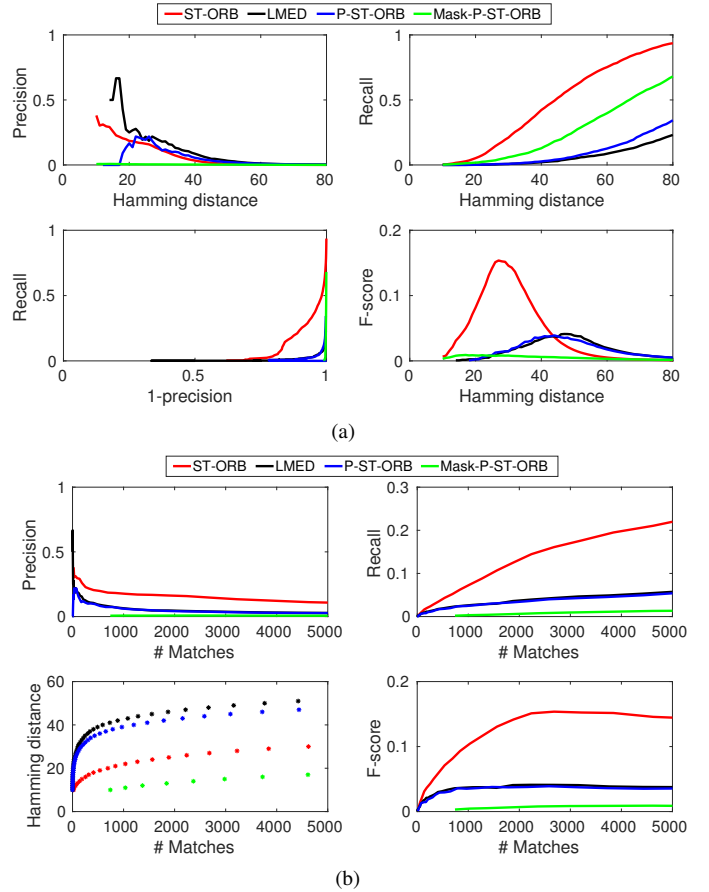 ST-ORB LMED P-ST-ORB Mask-P-ST-ORB
1
0.5
0
Precision
0 20 40 60 80
Hamming distance
1
0.5
0
Recall
0 20 40 60 80
Hamming distance
1
0.5
0
Recall
0 0.5 1
1-precision
0.2
0.1
0
F-score
0 20 40 60 80
Hamming distance
(a)
ST-ORB LMED P-ST-ORB Mask-P-ST-ORB
1
0.5
0
Precision
0 1000 2000 3000 4000 5000
# Matches
0.3
0.2
0.1
0
Recall
0 1000 2000 3000 4000 5000
# Matches
60
40
20
0
Hamming distance
0 1000 2000 3000 4000 5000
# Matches
0.2
0.1
0
F-score
0 1000 2000 3000 4000 5000
# Matches
(b)